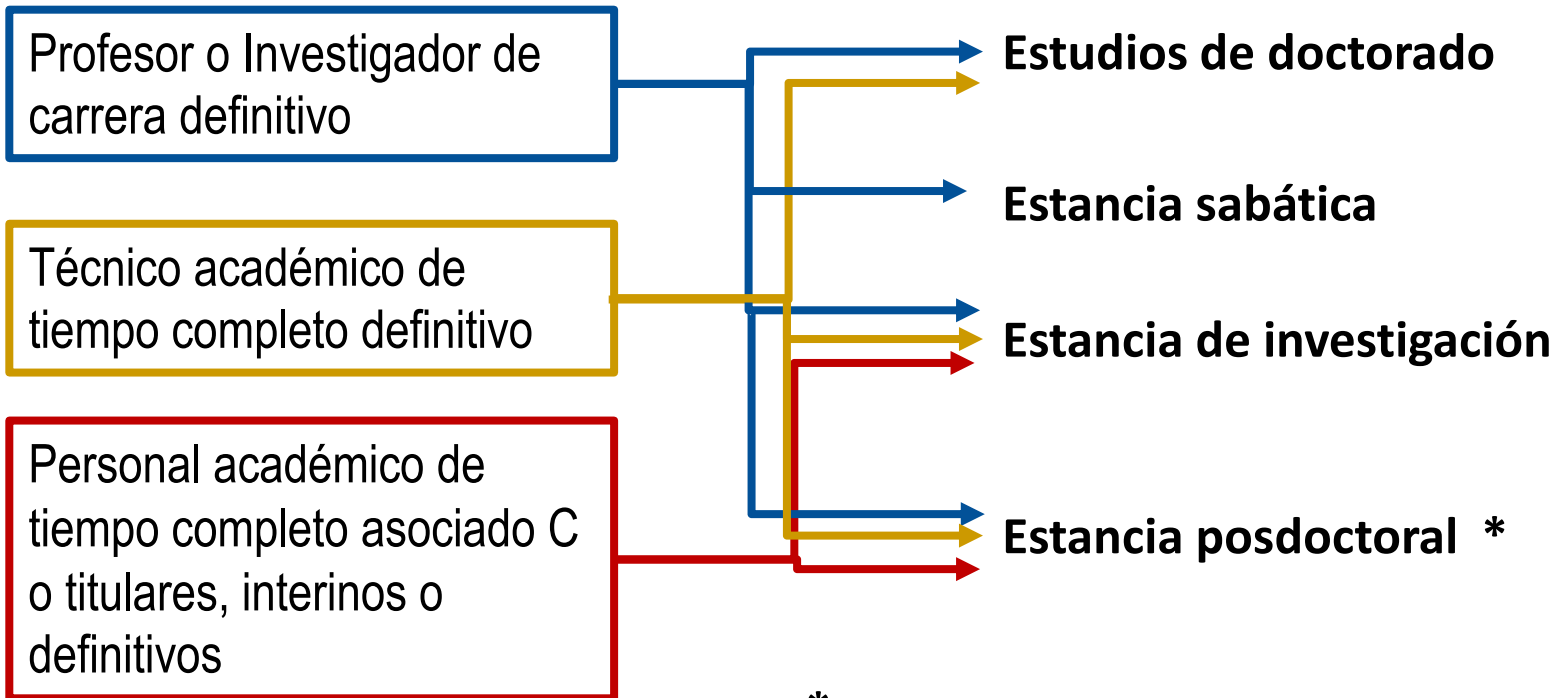 Profesor o Investigador de
carrera definitivo
Técnico académico de
tiempo completo definitivo
Personal académico de
tiempo completo asociado C
o titulares, interinos o
definitivos
Estudios de doctorado
Estancia sabática
Estancia de investigación
Estancia posdoctoral *
*